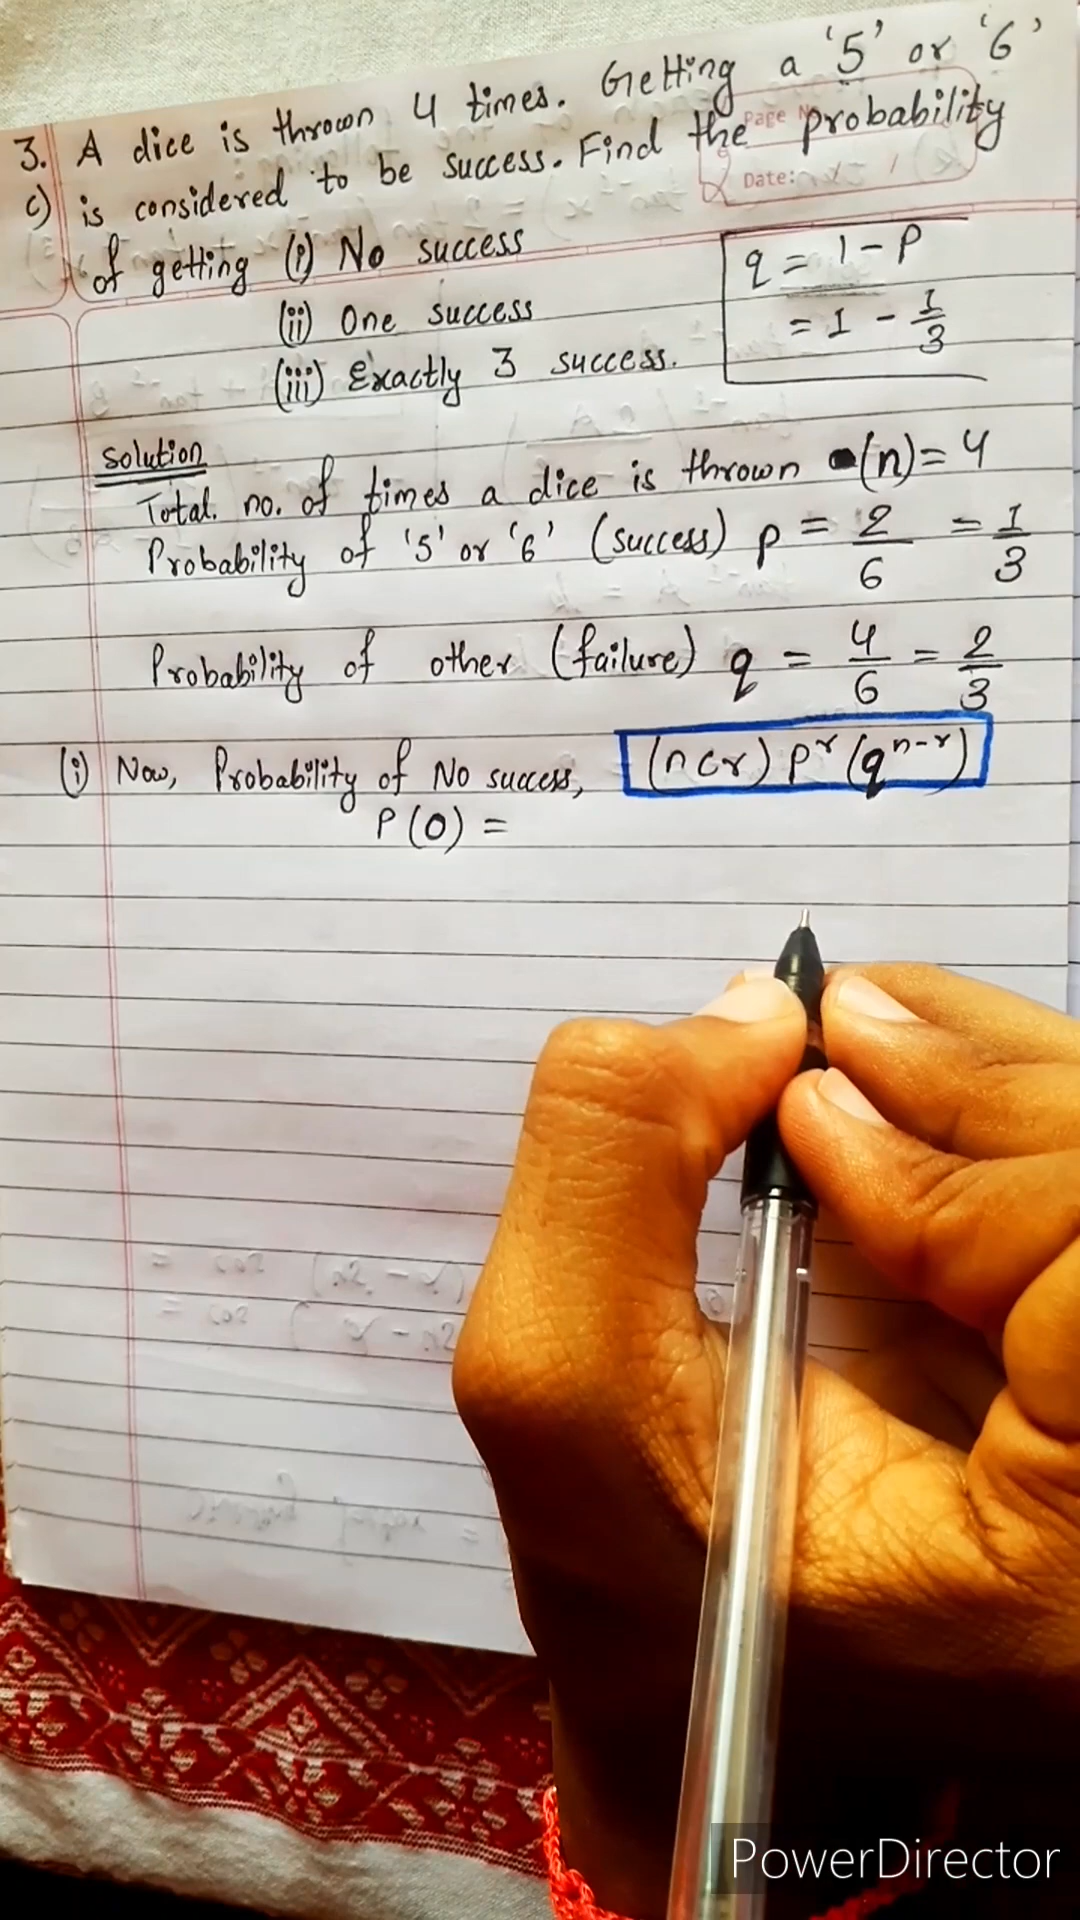 3. A dice is thrown 4 times. Getting a '5' or '6'
c) is considered to be success. Find the probability
Page No
Date:
of getting (i) No success
(ii) One success
(iii) Exactly 3 success.
q = 1 - P
= 1 - 1/3
Solution
Total. no. of times a dice is thrown (n) = 4
Probability of '5' or '6' (success) p = 2/6 = 1/3
Probability of other (failure) q = 4/6 = 2/3
(i) Now, Probability of No success, (ncr) p^r (q^n-r)
P(0) =
PowerDirector